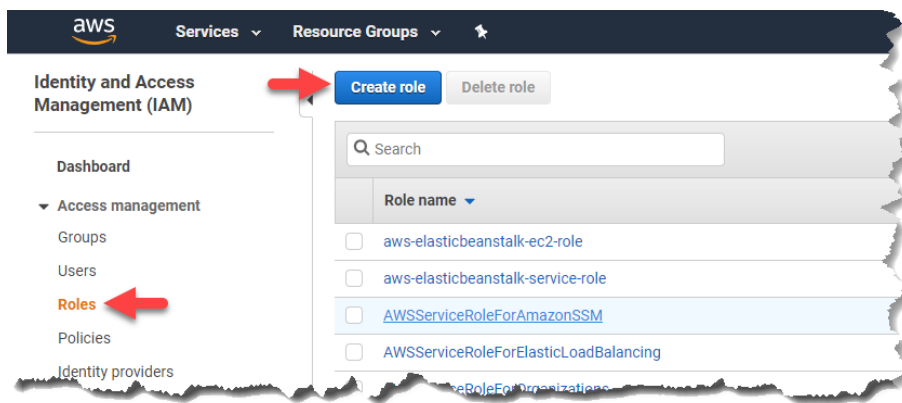 aws
Services
Resource Groups
Identity and Access
Management (IAM)
Create role
Delete role
Search
Dashboard
Role name
Access management
Groups
aws-elasticbeanstalk-ec2-role
Users
aws-elasticbeanstalk-service-role
Roles
AWSServiceRoleForAmazonSSM
Policies
AWSServiceRoleForElasticLoadBalancing
Identity providers